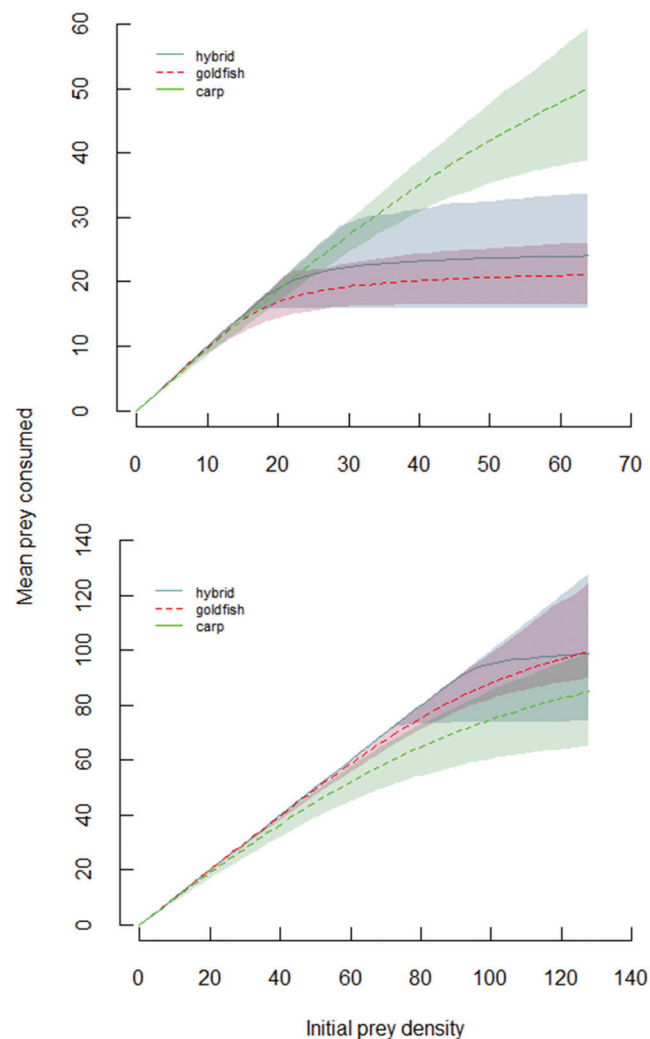 60
50
40
30
20
10
0
hybrid
goldfish
carp
0 10 20 30 40 50 60 70
Mean prey consumed
140
120
100
80
60
40
20
0
hybrid
goldfish
carp
0 20 40 60 80 100 120 140
Initial prey density